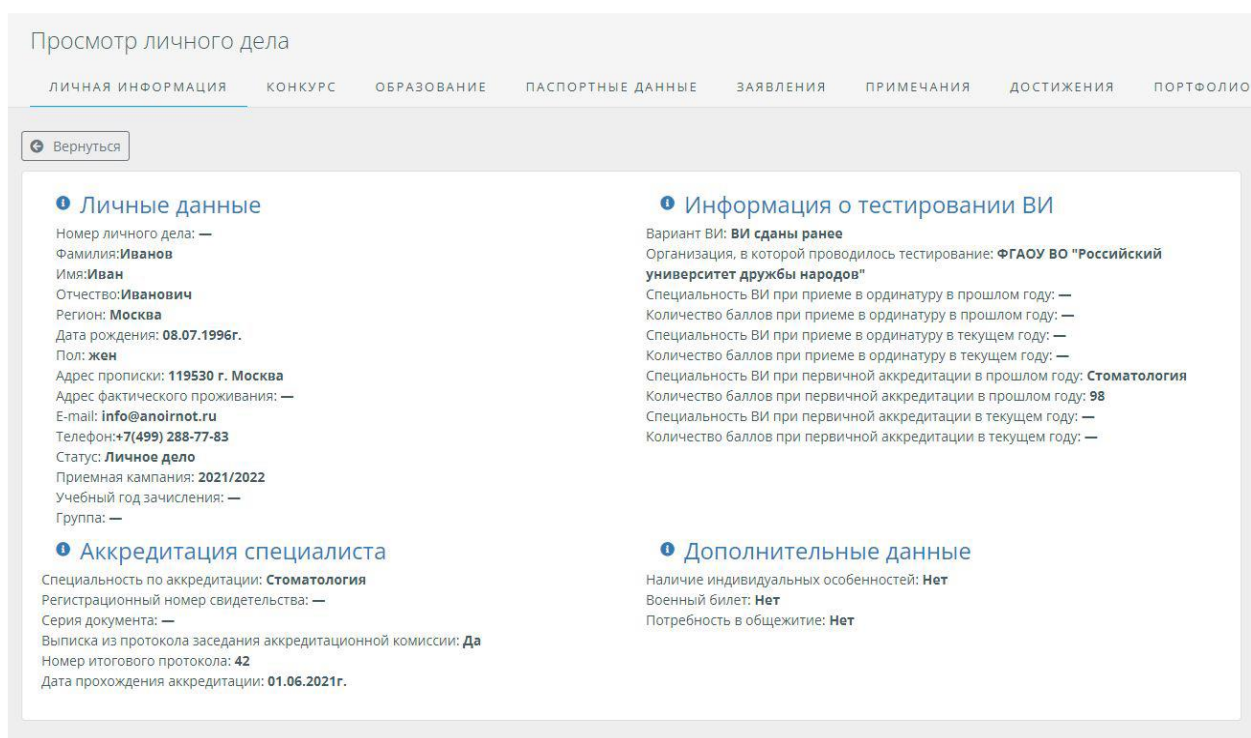 Просмотр личного дела
ЛИЧНАЯ ИНФОРМАЦИЯ КОНКУРС ОБРАЗОВАНИЕ ПАСПОРТНЫЕ ДАННЫЕ ЗАЯВЛЕНИЯ ПРИМЕЧАНИЯ ДОСТИЖЕНИЯ ПОРТФОЛИО
Вернуться
Личные данные
Номер личного дела: —
Фамилия:Иванов
Имя:Иван
Отчество:Иванович
Регион: Москва
Дата рождения: 08.07.1996г.
Пол: жен
Адрес прописки: 119530 г. Москва
Адрес фактического проживания: —
E-mail: info@anoirnot.ru
Телефон:+7(499) 288-77-83
Статус: Личное дело
Приемная кампания: 2021/2022
Учебный год зачисления: —
Группа: —
Информация о тестировании ВИ
Вариант ВИ: ВИ сданы ранее
Организация, в которой проводилось тестирование: ФГАОУ ВО "Российский
университет дружбы народов"
Специальность ВИ при приеме в ординатуру в прошлом году: —
Количество баллов при приеме в ординатуру в прошлом году: —
Специальность ВИ при приеме в ординатуру в текущем году: —
Количество баллов при приеме в ординатуру в текущем году: —
Специальность ВИ при первичной аккредитации в прошлом году: Стоматология
Количество баллов при первичной аккредитации в прошлом году: 98
Специальность ВИ при первичной аккредитации в текущем году: —
Количество баллов при первичной аккредитации в текущем году: —
Аккредитация специалиста
Специальность по аккредитации: Стоматология
Регистрационный номер свидетельства: —
Серия документа: —
Выписка из протокола заседания аккредитационной комиссии: Да
Номер итогового протокола: 42
Дата прохождения аккредитации: 01.06.2021г.
Дополнительные данные
Наличие индивидуальных особенностей: Нет
Военный билет: Нет
Потребность в общежитие: Нет